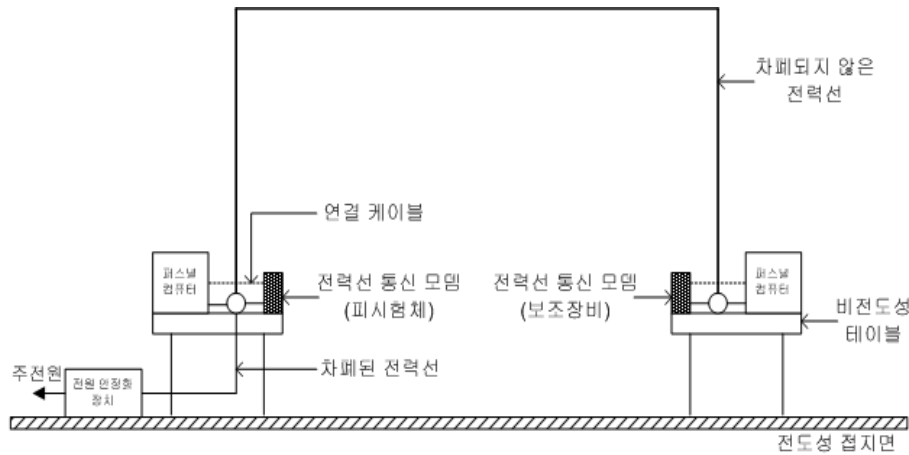 차폐되지 않은
전력선
연결 케이블
퍼스널
컴퓨터
전력선 통신 모뎀
(피시험체)
전력선 통신 모뎀
(보조장비)
퍼스널
컴퓨터
비전도성
테이블
차폐된 전력선
주전원
전원 안정화
장치
전도성 접지면